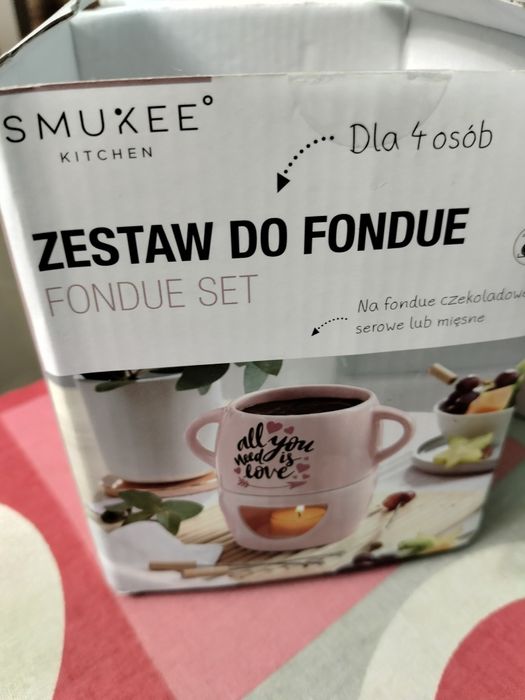 SMUKEE°
KITCHEN
Dla 4 osób
ZESTAW DO FONDUE
FONDUE SET
Na fondue czekoladowe
serowe lub mięsne
all you
need is
love